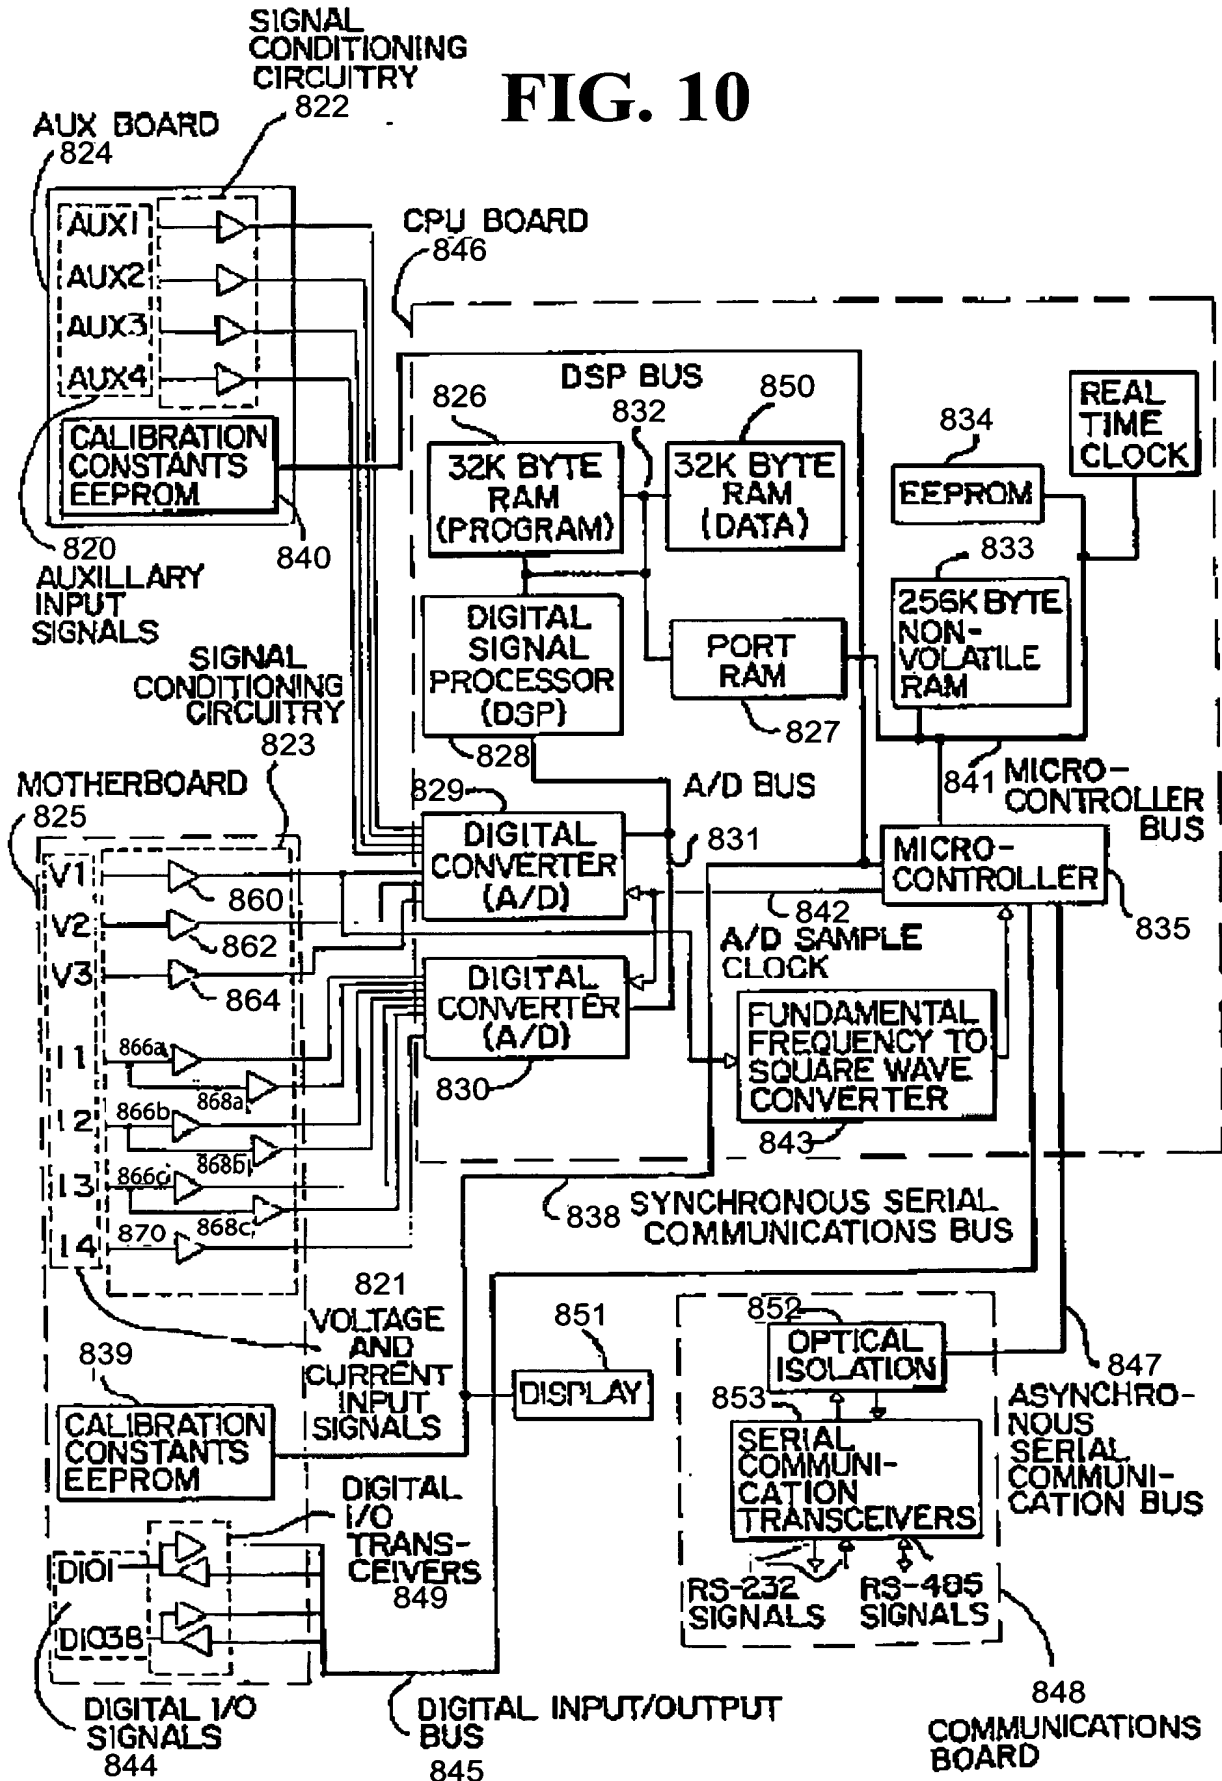 SIGNAL
CONDITIONING
CIRCUITRY
822
FIG. 10
AUX BOARD
824
AUX1
AUX2
AUX3
AUX4
CALIBRATION
CONSTANTS
EEPROM
820
AUXILLARY
INPUT
SIGNALS
840
CPU BOARD
846
DSP BUS
826
832
850
32K BYTE
RAM
(PROGRAM)
32K BYTE
RAM
(DATA)
834
EEPROM
REAL
TIME
CLOCK
833
256K BYTE
NON-
VOLATILE
RAM
DIGITAL
SIGNAL
PROCESSOR
(DSP)
828
PORT
RAM
827
841
MICRO-
CONTROLLER
BUS
SIGNAL
CONDITIONING
CIRCUITRY
823
MOTHERBOARD
825
829
A/D BUS
831
DIGITAL
CONVERTER
(A/D)
MICRO-
CONTROLLER
835
842
A/D SAMPLE
CLOCK
V1
860
V2
862
V3
864
DIGITAL
CONVERTER
(A/D)
830
FUNDAMENTAL
FREQUENCY TO
SQUARE WAVE
CONVERTER
843
I1
866a
868a
I2
866b
868b
I3
866c
868c
I4
870
838
SYNCHRONOUS SERIAL
COMMUNICATIONS BUS
821
VOLTAGE
AND
CURRENT
INPUT
SIGNALS
851
DISPLAY
852
OPTICAL
ISOLATION
847
ASYNCHRO-
NOUS
SERIAL
COMMUNI-
CATION BUS
853
SERIAL
COMMUNI-
CATION
TRANSCEIVERS
RS-232
SIGNALS
RS-485
SIGNALS
839
CALIBRATION
CONSTANTS
EEPROM
DIGITAL
I/O
TRANS-
CEIVERS
849
DIO1
DIO3B
DIGITAL I/O
SIGNALS
844
DIGITAL INPUT/OUTPUT
BUS
845
848
COMMUNICATIONS
BOARD